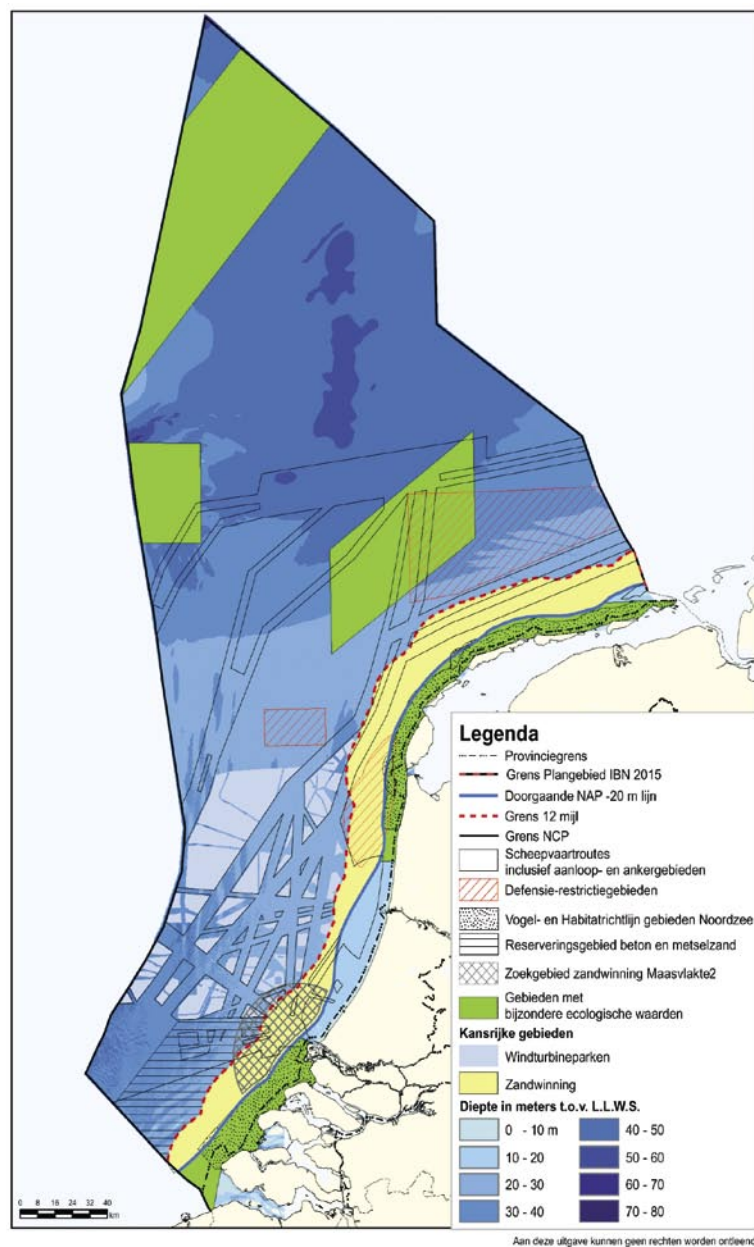 Legenda
Provinciegrens
Grens Plangebied IBN 2015
Doorgaande NAP -20 m lijn
Grens 12 mijl
Grens NCP
Scheepvaartroutes
inclusief aanloop- en ankergebieden
Defensie-restrictiegebieden
Vogel- en Habitatrichtlijn gebieden Noordzee
Reserveringsgebied beton en metselzand
Zoekgebied zandwinning Maasvlakte2
Gebieden met
bijzondere ecologische waarden
Kansrijke gebieden
Windturbineparken
Zandwinning
Diepte in meters t.o.v. L.L.W.S.
0 - 10 m
40 - 50
10 - 20
50 - 60
20 - 30
60 - 70
30 - 40
70 - 80
0 8 16 24 32 40
km
Aan deze uitgave kunnen geen rechten worden ontleend